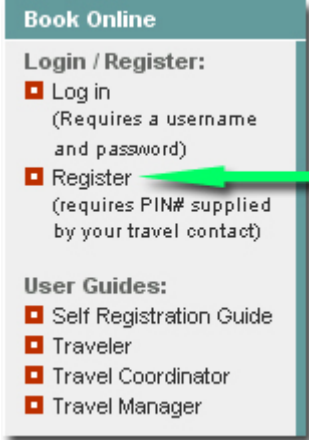 Book Online
Login / Register:
Log in
(Requires a username
and password)
Register
(requires PIN# supplied
by your travel contact)
User Guides:
Self Registration Guide
Traveler
Travel Coordinator
Travel Manager